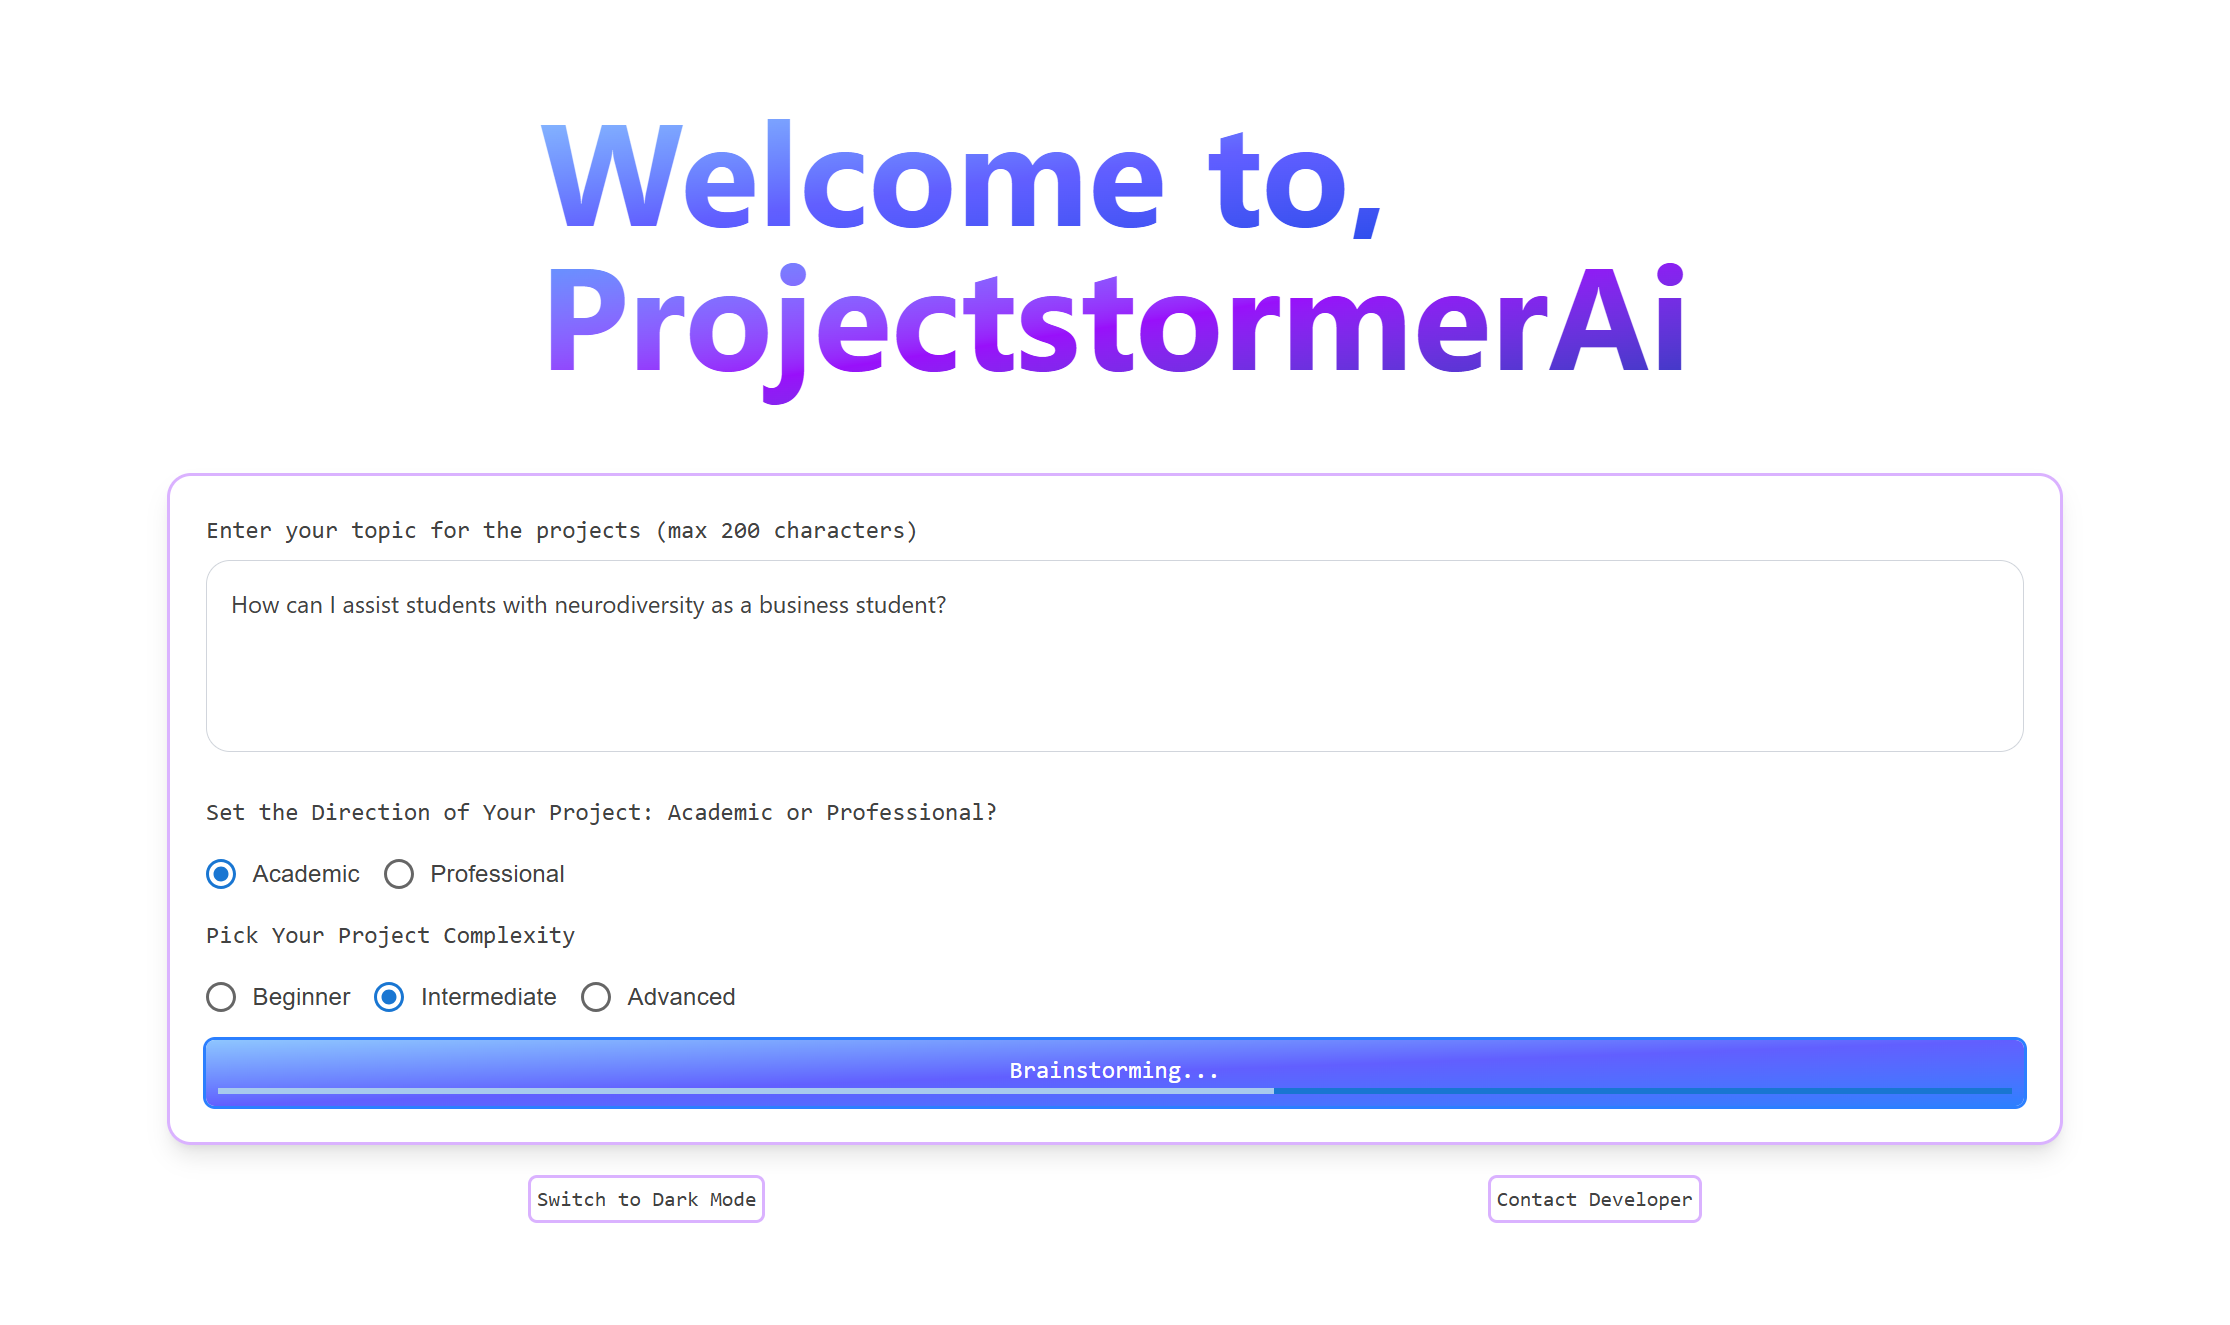 Welcome to,
ProjectstormerAi
Enter your topic for the projects (max 200 characters)
How can I assist students with neurodiversity as a business student?
Set the Direction of Your Project: Academic or Professional?
Academic Professional
Pick Your Project Complexity
Beginner Intermediate Advanced
Brainstorming...
Switch to Dark Mode Contact Developer